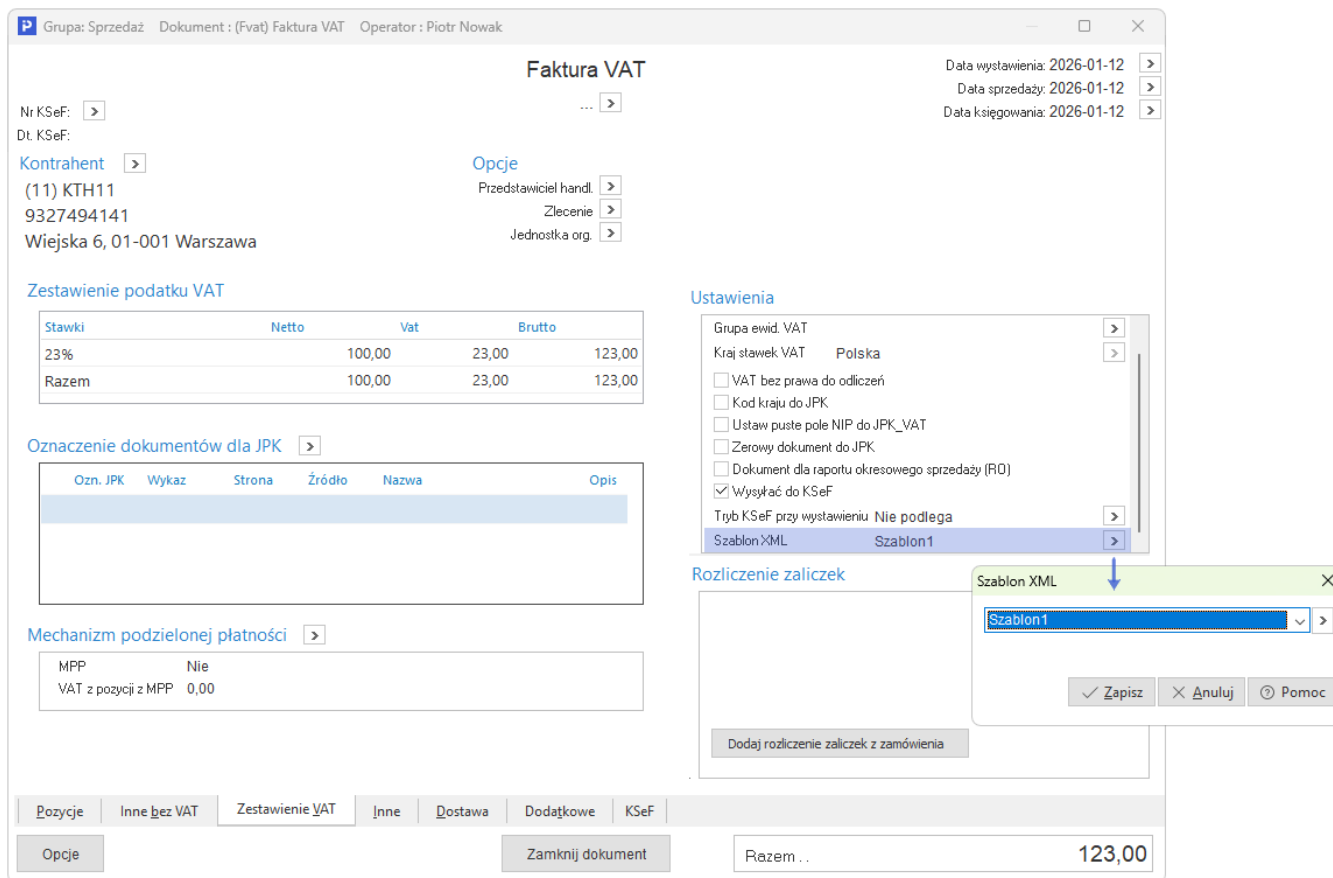 Grupa: Sprzedaż Dokument : (Fvat) Faktura VAT Operator : Piotr Nowak
Faktura VAT
...
Data wystawienia: 2026-01-12
Data sprzedaży: 2026-01-12
Data księgowania: 2026-01-12
Nr KSeF:
Dt. KSeF:
Kontrahent
(11) KTH11
9327494141
Wiejska 6, 01-001 Warszawa
Opcje
Przedstawiciel handl.
Zlecenie
Jednostka org.
Zestawienie podatku VAT
Stawki Netto Vat Brutto
23% 100,00 23,00 123,00
Razem 100,00 23,00 123,00
Oznaczenie dokumentów dla JPK
Ozn. JPK Wykaz Strona Źródło Nazwa Opis
Mechanizm podzielonej płatności
MPP Nie
VAT z pozycji z MPP 0,00
Ustawienia
Grupa ewid. VAT
Kraj stawek VAT Polska
VAT bez prawa do odliczeń
Kod kraju do JPK
Ustaw puste pole NIP do JPK_VAT
Zerowy dokument do JPK
Dokument dla raportu okresowego sprzedaży (RO)
Wysyłać do KSeF
Tryb KSeF przy wystawieniu Nie podlega
Szablon XML Szablon1
Rozliczenie zaliczek
Dodaj rozliczenie zaliczek z zamówienia
Szablon XML
Szablon1
Zapisz Anuluj Pomoc
Pozycje Inne bez VAT Zestawienie VAT Inne Dostawa Dodatkowe KSeF
Opcje Zamknij dokument Razem . . 123,00